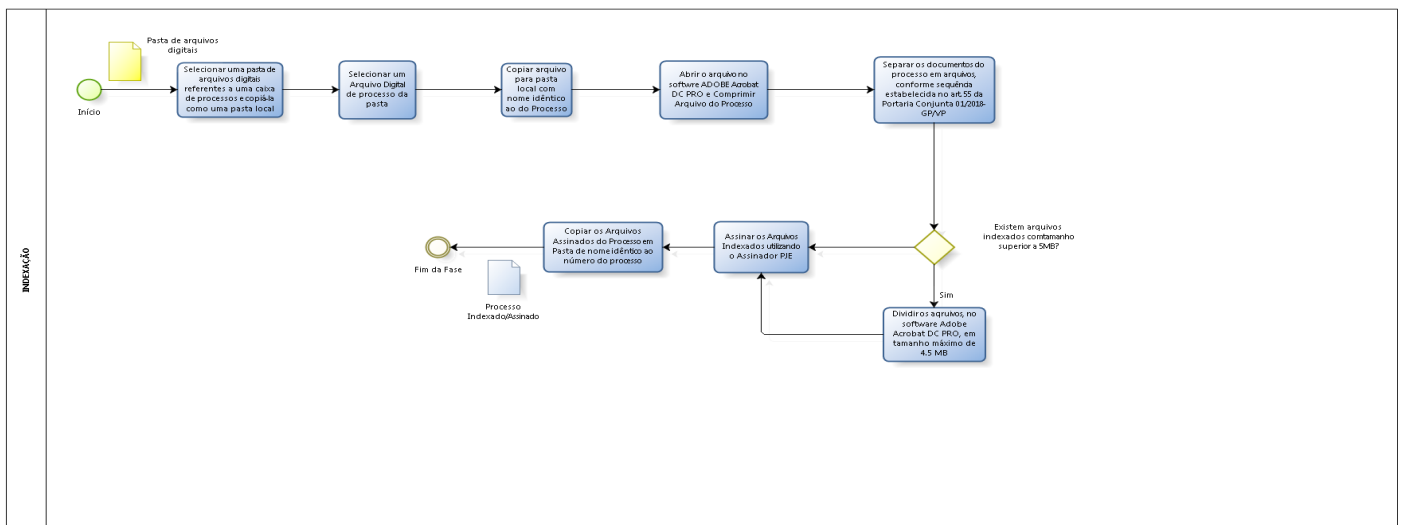 INDEXAÇÃO
Pasta de arquivos
digitais
Início
Selecionar uma pasta de
arquivos digitais
referentes a uma caixa
de processos e copiá-la
como uma pasta local
Selecionar um
Arquivo Digital
de processo da
pasta
Copiar arquivo
para pasta
local com
nome idêntico
ao do Processo
Abrir o arquivo no
softwre ADOBE Acrobat
DC PRO e Comprimir
Arquivo do Processo
Separar os documentos do
processo em arquivos,
conforme sequênda
estabelecida no art.55 da
Portaria Conjunta 01/2018-
GP/VP
Existem arquivos
indexados comtamanho
superior a 5MB?
Sim
Dividir os aqruivos, no
software Adobe
Acrobat DC PRO, em
tamanho máximo de
4.5 MB
Assinar os Arquivos
Indexados utilizando
o Assinador PJE
Copiar os Arquivos
Assinados do Processo em
Pasta de nome idêntico ao
número do processo
Fim da Fase
Processo
Indexado/Assinado